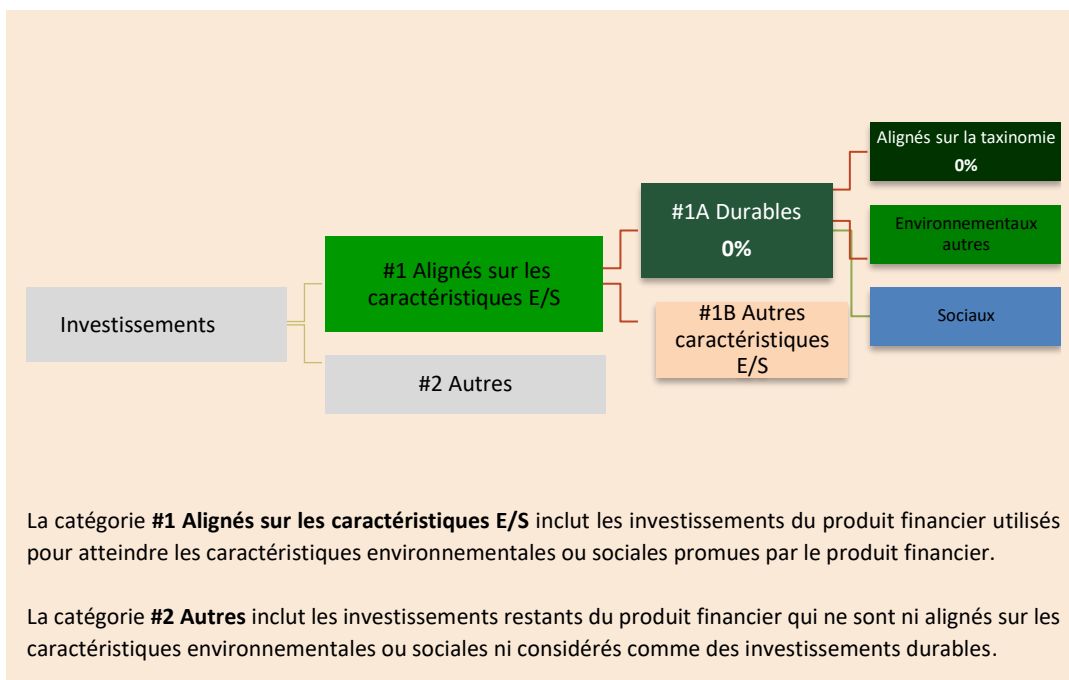 Alignés sur la taxinomie
0%
#1A Durables
0%
Environnementaux
autres
#1 Alignés sur les
caractéristiques E/S
Investissements
#1B Autres
caractéristiques
E/S
Sociaux
#2 Autres
La catégorie #1 Alignés sur les caractéristiques E/S inclut les investissements du produit financier utilisés
pour atteindre les caractéristiques environnementales ou sociales promues par le produit financier.
La catégorie #2 Autres inclut les investissements restants du produit financier qui ne sont ni alignés sur les
caractéristiques environnementales ou sociales ni considérés comme des investissements durables.